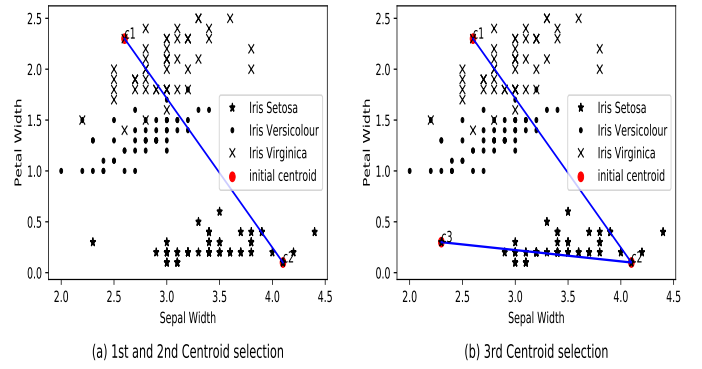 2.5
2.0
1.5
1.0
0.5
0.0
Petal Width
c1
c2
Iris Setosa
Iris Versicolour
Iris Virginica
initial centroid
2.0 2.5 3.0 3.5 4.0 4.5
Sepal Width
(a) 1st and 2nd Centroid selection
2.5
2.0
1.5
1.0
0.5
0.0
Petal Width
c1
c3
c2
Iris Setosa
Iris Versicolour
Iris Virginica
initial centroid
2.0 2.5 3.0 3.5 4.0 4.5
Sepal Width
(b) 3rd Centroid selection